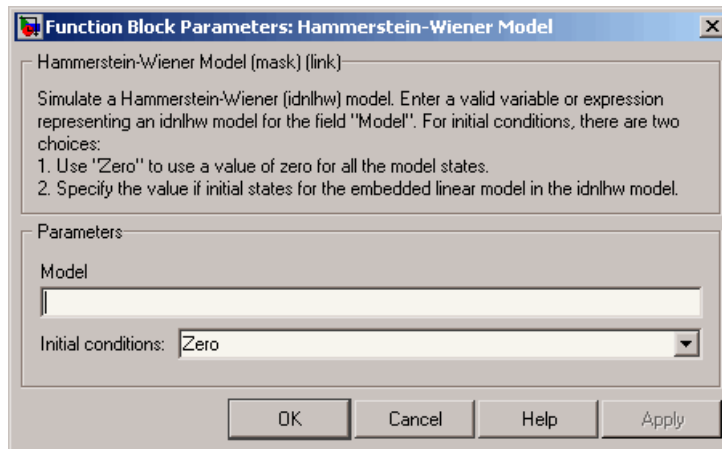 Function Block Parameters: Hammerstein-Wiener Model
Hammerstein-Wiener Model (mask) (link)
Simulate a Hammerstein-Wiener (idnlhw) model. Enter a valid variable or expression
representing an idnlhw model for the field "Model". For initial conditions, there are two
choices:
1. Use "Zero" to use a value of zero for all the model states.
2. Specify the value if initial states for the embedded linear model in the idnlhw model.
Parameters
Model
Initial conditions: Zero
OK Cancel Help Apply